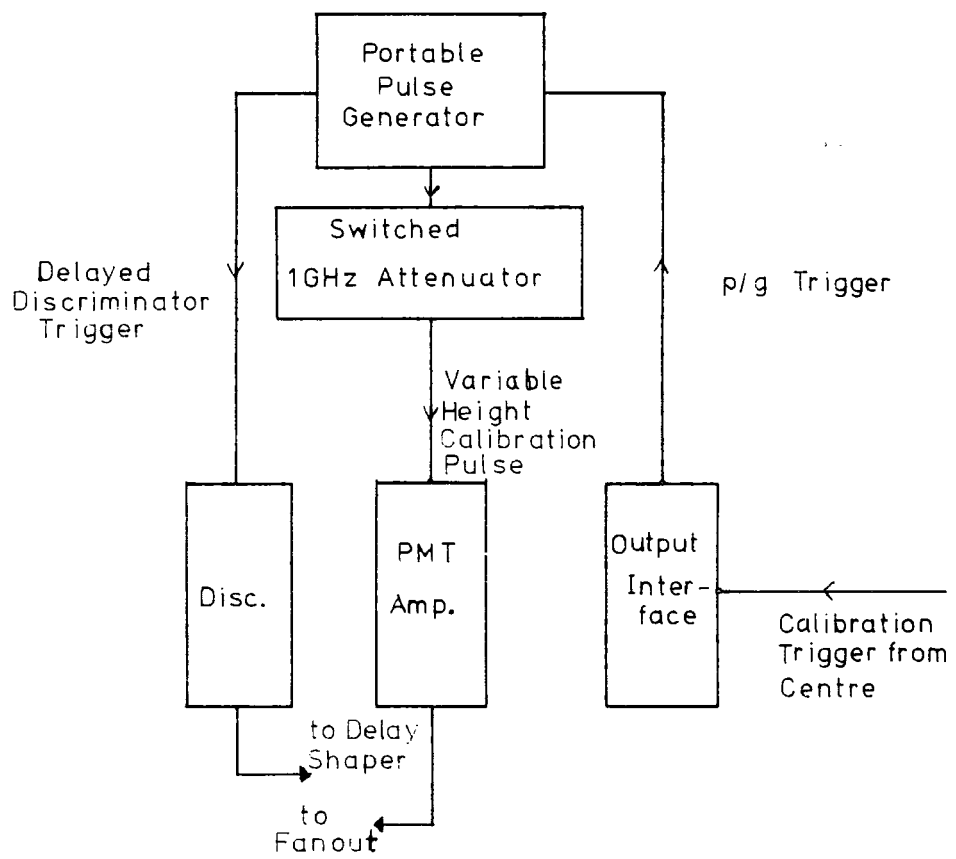 Portable
Pulse
Generator
Switched
1GHz Attenuator
Delayed
Discriminator
Trigger
p/g Trigger
Variable
Height
Calibration
Pulse
Disc.
PMT
Amp.
Output
Inter-
face
Calibration
Trigger from
Centre
to Delay
Shaper
to
Fanout